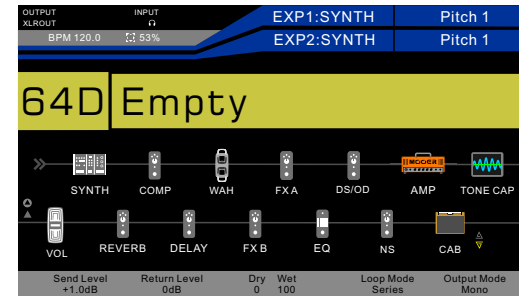 OUTPUT INPUT EXP1:SYNTH Pitch 1
XLROUT
BPM 120.0 53% EXP2:SYNTH Pitch 1
64D Empty
MOOER
SYNTH COMP WAH FX A DS/OD AMP TONE CAP
VOL REVERB DELAY FX B EQ NS CAB
Send Level Return Level Dry Wet Loop Mode Output Mode
+1.0dB 0dB 0 100 Series Mono